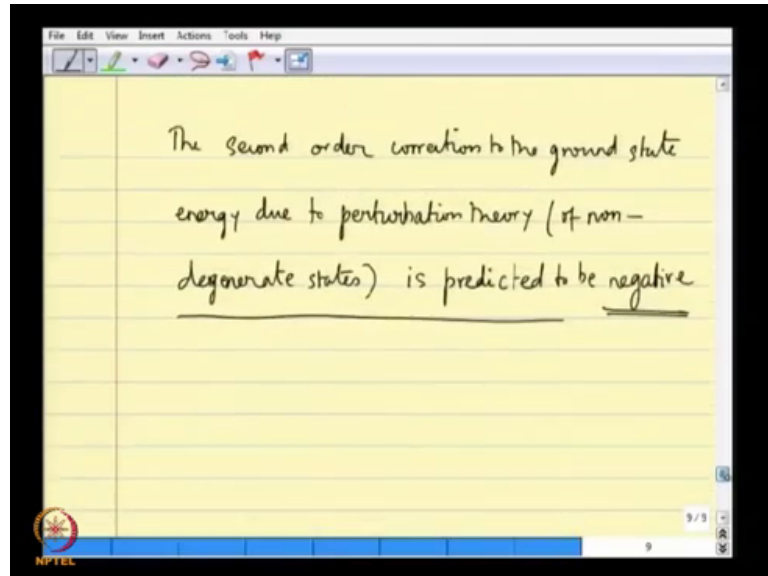 File Edit View Insert Actions Tools Help
The second order correction to the ground state
energy due to perturbation theory (of non-
degenerate states) is predicted to be negative
9/9
9
NPTEL